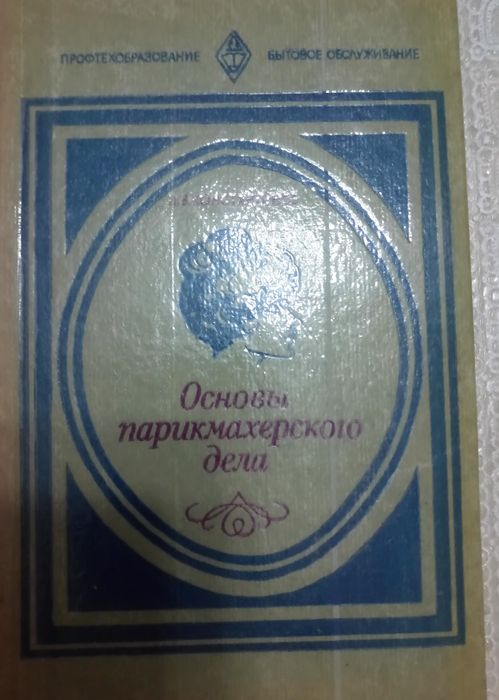 ПРОФТЕХОБРАЗОВАНИЕ БЫТОВОЕ ОБСЛУЖИВАНИЕ
Основы
парикмахерского
дела